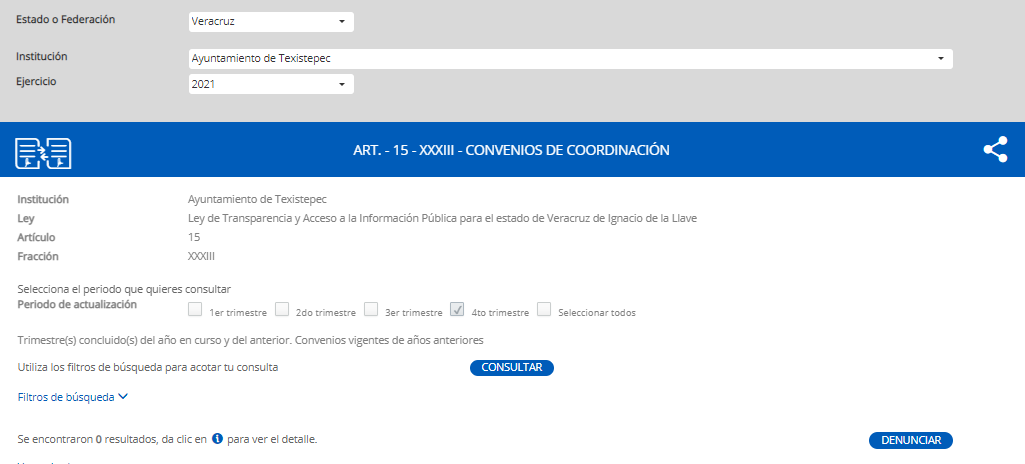 Estado o Federación Veracruz
Institución Ayuntamiento de Texistepec
Ejercicio 2021
ART. - 15 - XXXIII - CONVENIOS DE COORDINACIÓN
Institución Ayuntamiento de Texistepec
Ley Ley de Transparencia y Acceso a la Información Pública para el estado de Veracruz de Ignacio de la Llave
Artículo 15
Fracción XXXIII
Selecciona el periodo que quieres consultar
Periodo de actualización 1er trimestre 2do trimestre 3er trimestre 4to trimestre Seleccionar todos
Trimestre(s) concluido(s) del año en curso y del anterior. Convenios vigentes de años anteriores
Utiliza los filtros de búsqueda para acotar tu consulta CONSULTAR
Filtros de búsqueda
Se encontraron 0 resultados, da clic en i para ver el detalle. DENUNCIAR